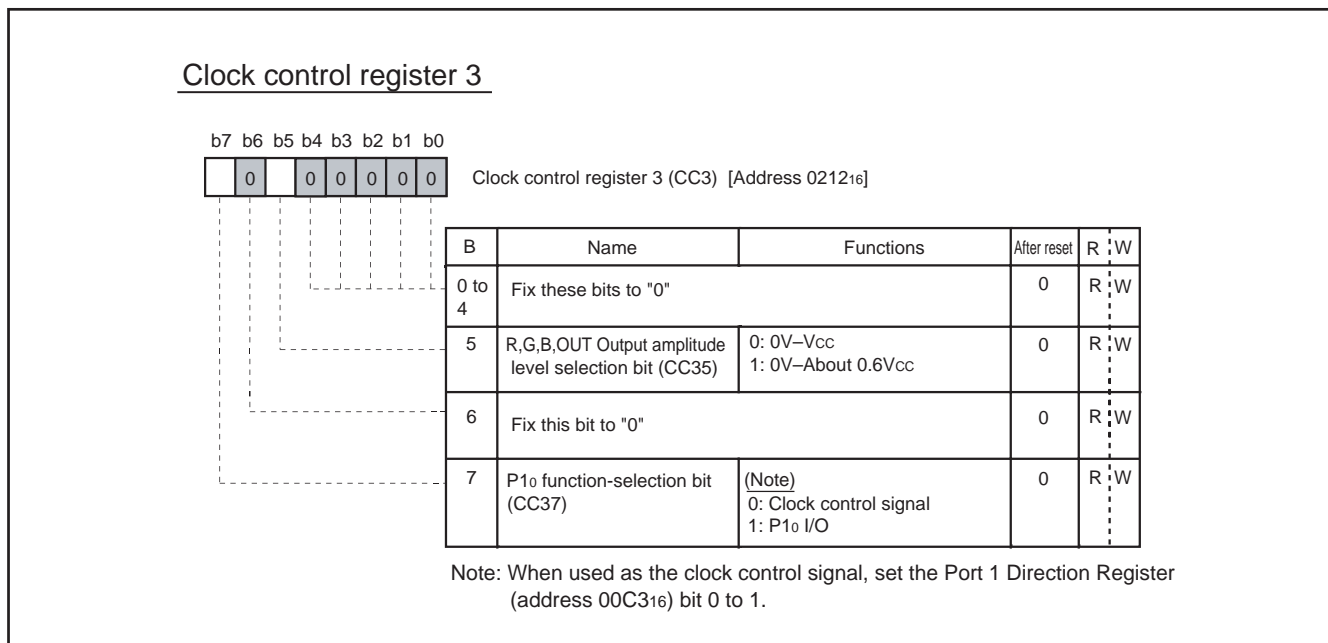 Clock control register 3
b7 b6 b5 b4 b3 b2 b1 b0
0 0 0 0 0 0
Clock control register 3 (CC3) [Address 021216]
B Name Functions After reset R W
0 to 4 Fix these bits to "0" 0 R W
5 R,G,B,OUT Output amplitude level selection bit (CC35) 0: 0V–VCC 0 R W
1: 0V–About 0.6VCC
6 Fix this bit to "0" 0 R W
7 P10 function-selection bit (CC37) (Note) 0 R W
0: Clock control signal
1: P10 I/O
Note: When used as the clock control signal, set the Port 1 Direction Register
(address 00C316) bit 0 to 1.